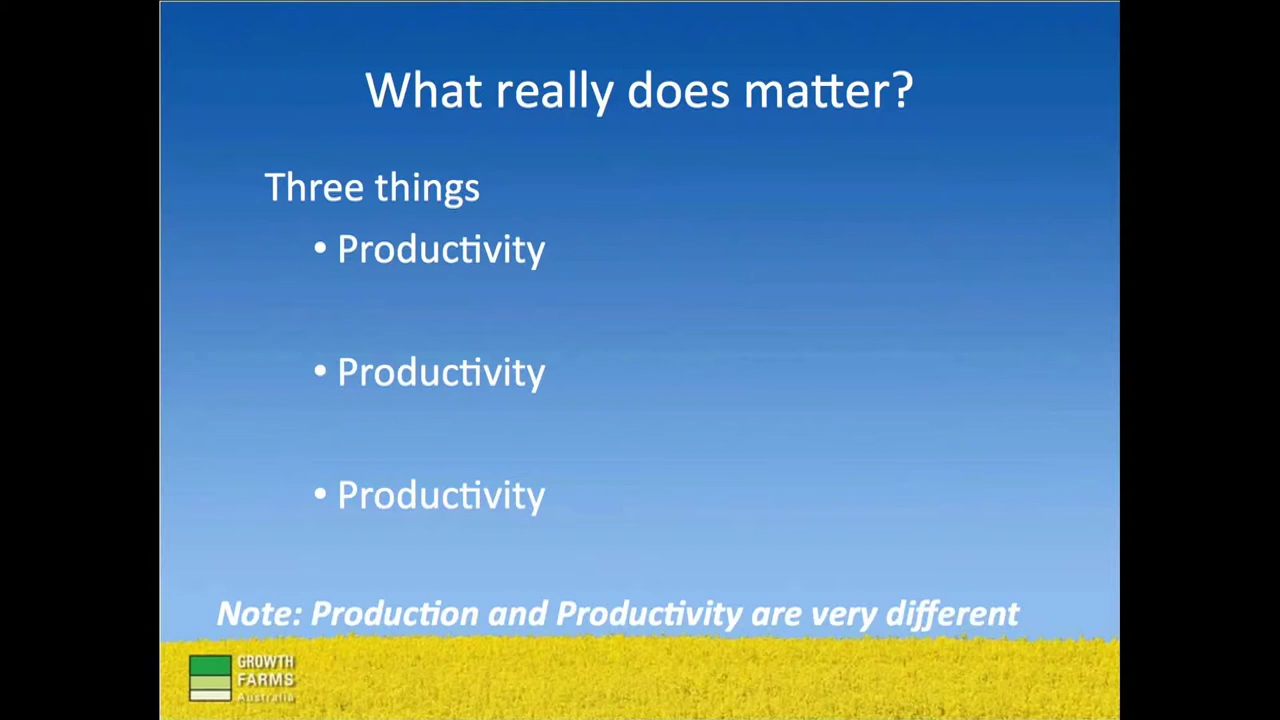 What really does matter?
Three things
• Productivity
• Productivity
• Productivity
Note: Production and Productivity are very different
GROWTH
FARMS
Australia